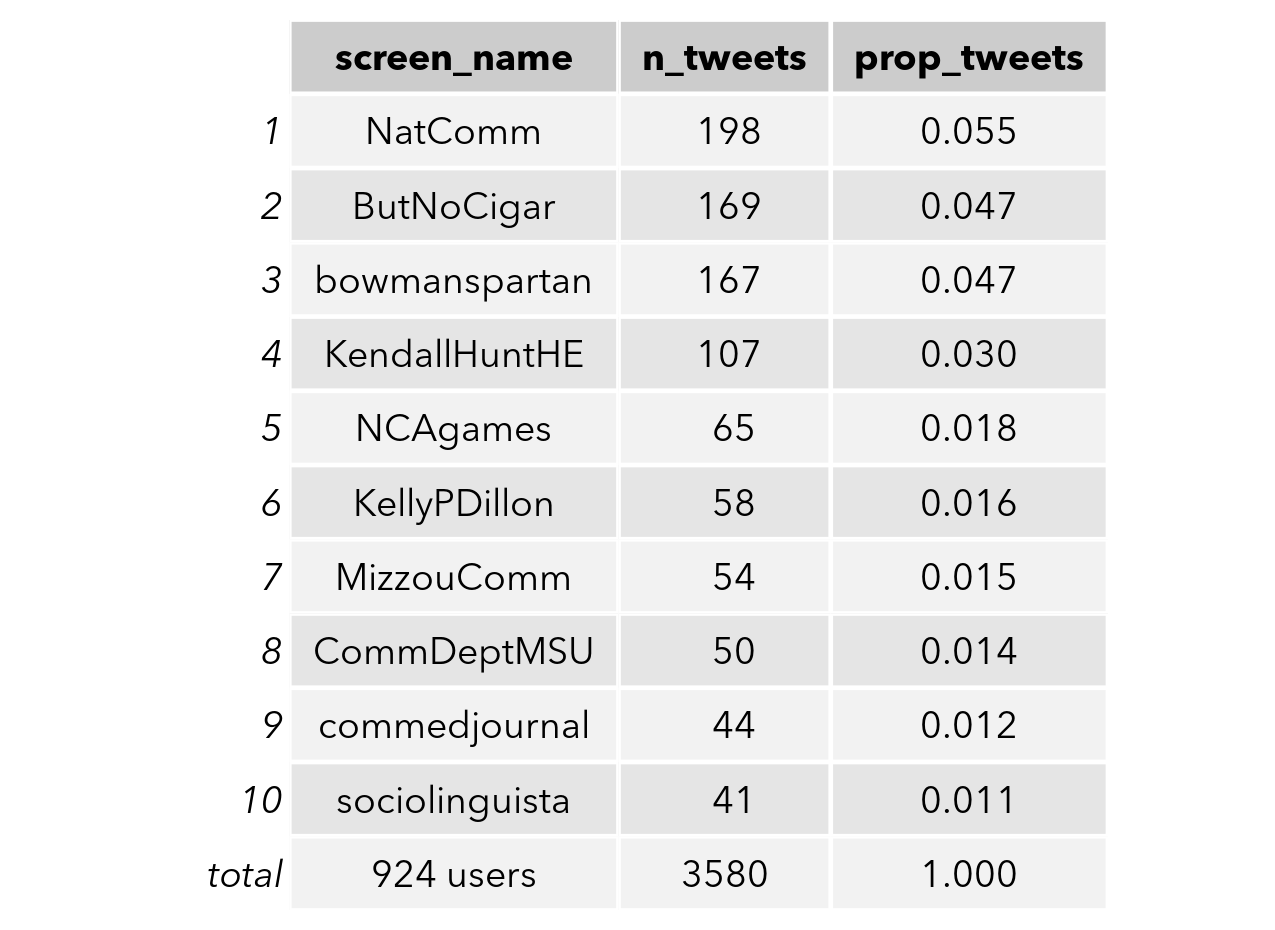 screen_name n_tweets prop_tweets
1 NatComm 198 0.055
2 ButNoCigar 169 0.047
3 bowmanspartan 167 0.047
4 KendallHuntHE 107 0.030
5 NCAgames 65 0.018
6 KellyPDillon 58 0.016
7 MizzouComm 54 0.015
8 CommDeptMSU 50 0.014
9 commedjournal 44 0.012
10 sociolinguista 41 0.011
total 924 users 3580 1.000